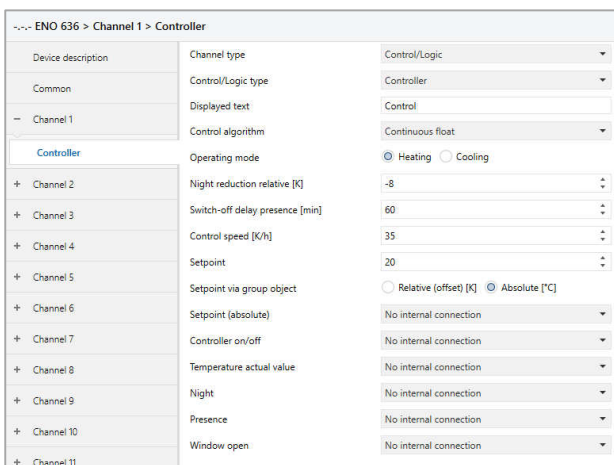 -.-.- ENO 636 > Channel 1 > Controller
Device description
Common
− Channel 1
Controller
+ Channel 2
+ Channel 3
+ Channel 4
+ Channel 5
+ Channel 6
+ Channel 7
+ Channel 8
+ Channel 9
+ Channel 10
+ Channel 11
Channel type Control/Logic
Control/Logic type Controller
Displayed text Control
Control algorithm Continuous float
Operating mode Heating Cooling
Night reduction relative [K] -8
Switch-off delay presence [min] 60
Control speed [K/h] 35
Setpoint 20
Setpoint via group object Relative (offset) [K] Absolute [°C]
Setpoint (absolute) No internal connection
Controller on/off No internal connection
Temperature actual value No internal connection
Night No internal connection
Presence No internal connection
Window open No internal connection